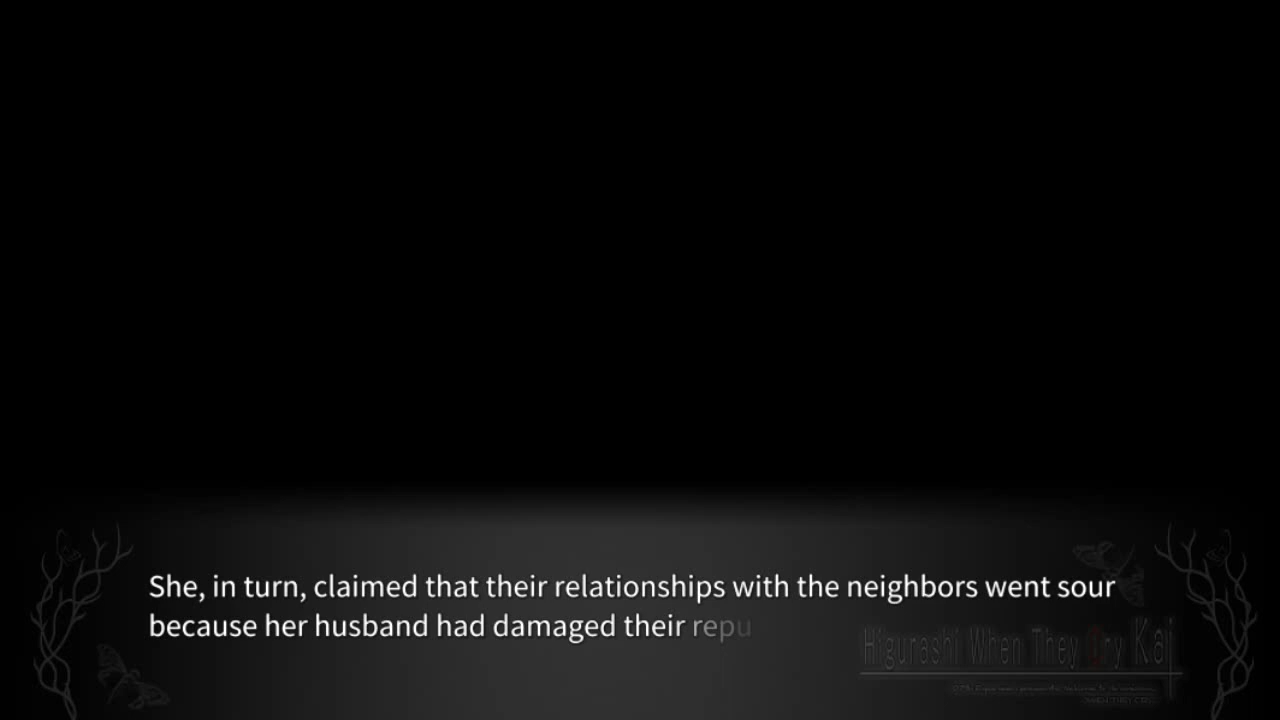 She, in turn, claimed that their relationships with the neighbors went sour
because her husband had damaged their repu
Higurashi When They Cry Kai